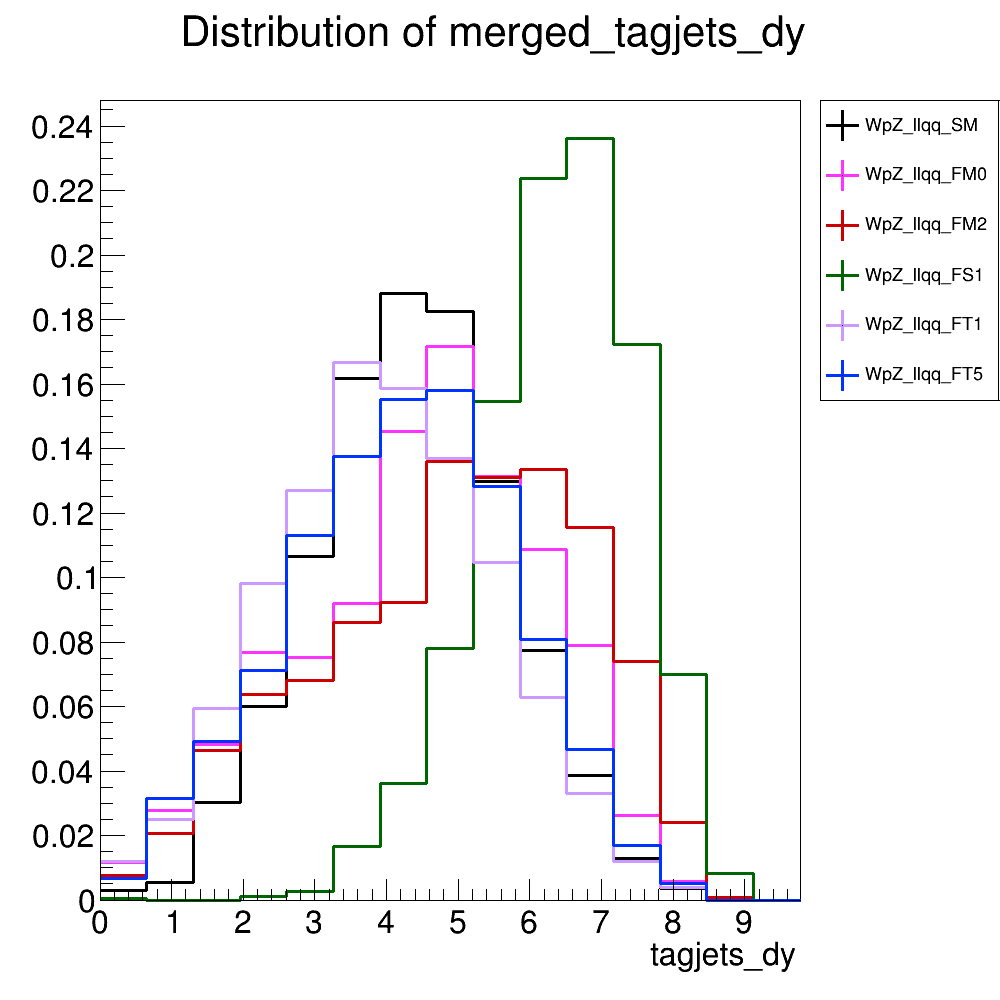 Distribution of merged_tagjets_dy
0.24
0.22
0.2
0.18
0.16
0.14
0.12
0.1
0.08
0.06
0.04
0.02
0
0 1 2 3 4 5 6 7 8 9
tagjets_dy
WpZ_llqq_SM
WpZ_llqq_FM0
WpZ_llqq_FM2
WpZ_llqq_FS1
WpZ_llqq_FT1
WpZ_llqq_FT5